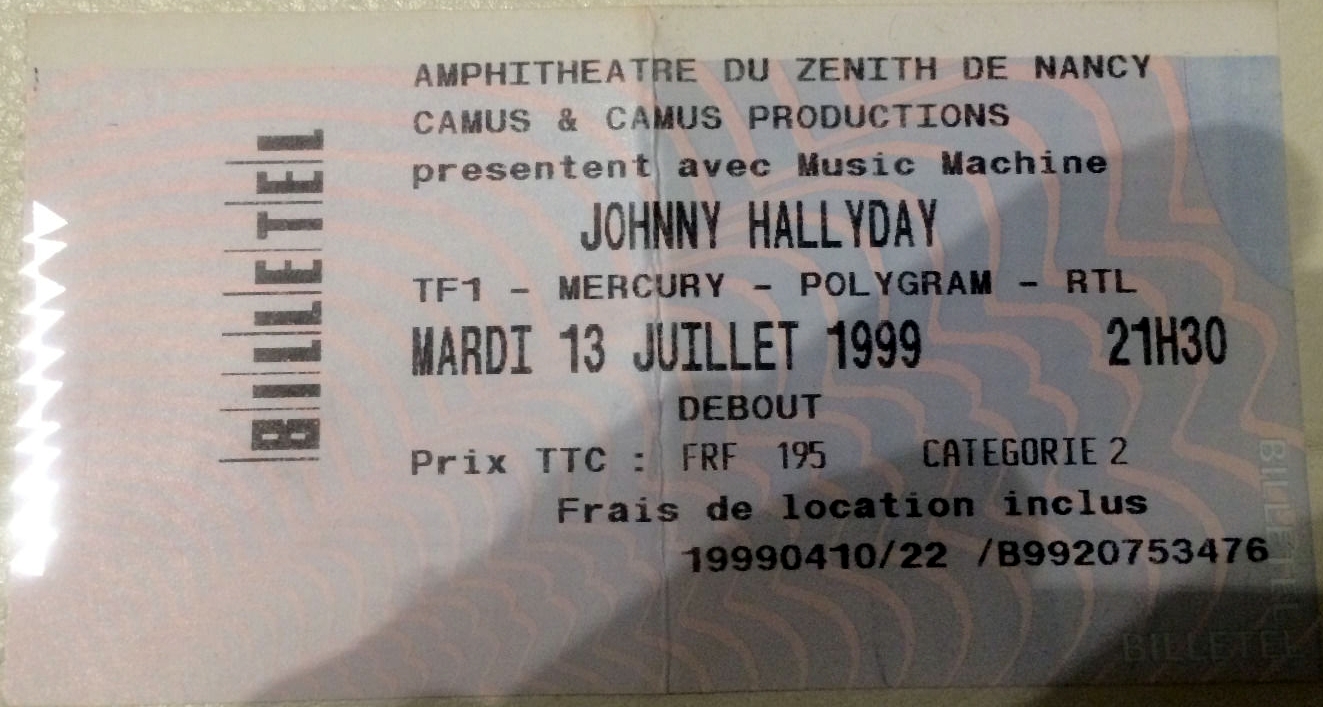 BILLETEL
AMPHITHEATRE DU ZENITH DE NANCY
CAMUS & CAMUS PRODUCTIONS
presentent avec Music Machine
JOHNNY HALLYDAY
TF1 - MERCURY - POLYGRAM - RTL
MARDI 13 JUILLET 1999 21H30
DEBOUT
Prix TTC : FRF 195 CATEGORIE 2
Frais de location inclus
19990410/22 /B9920753476
BILLETEL
BILLETEL